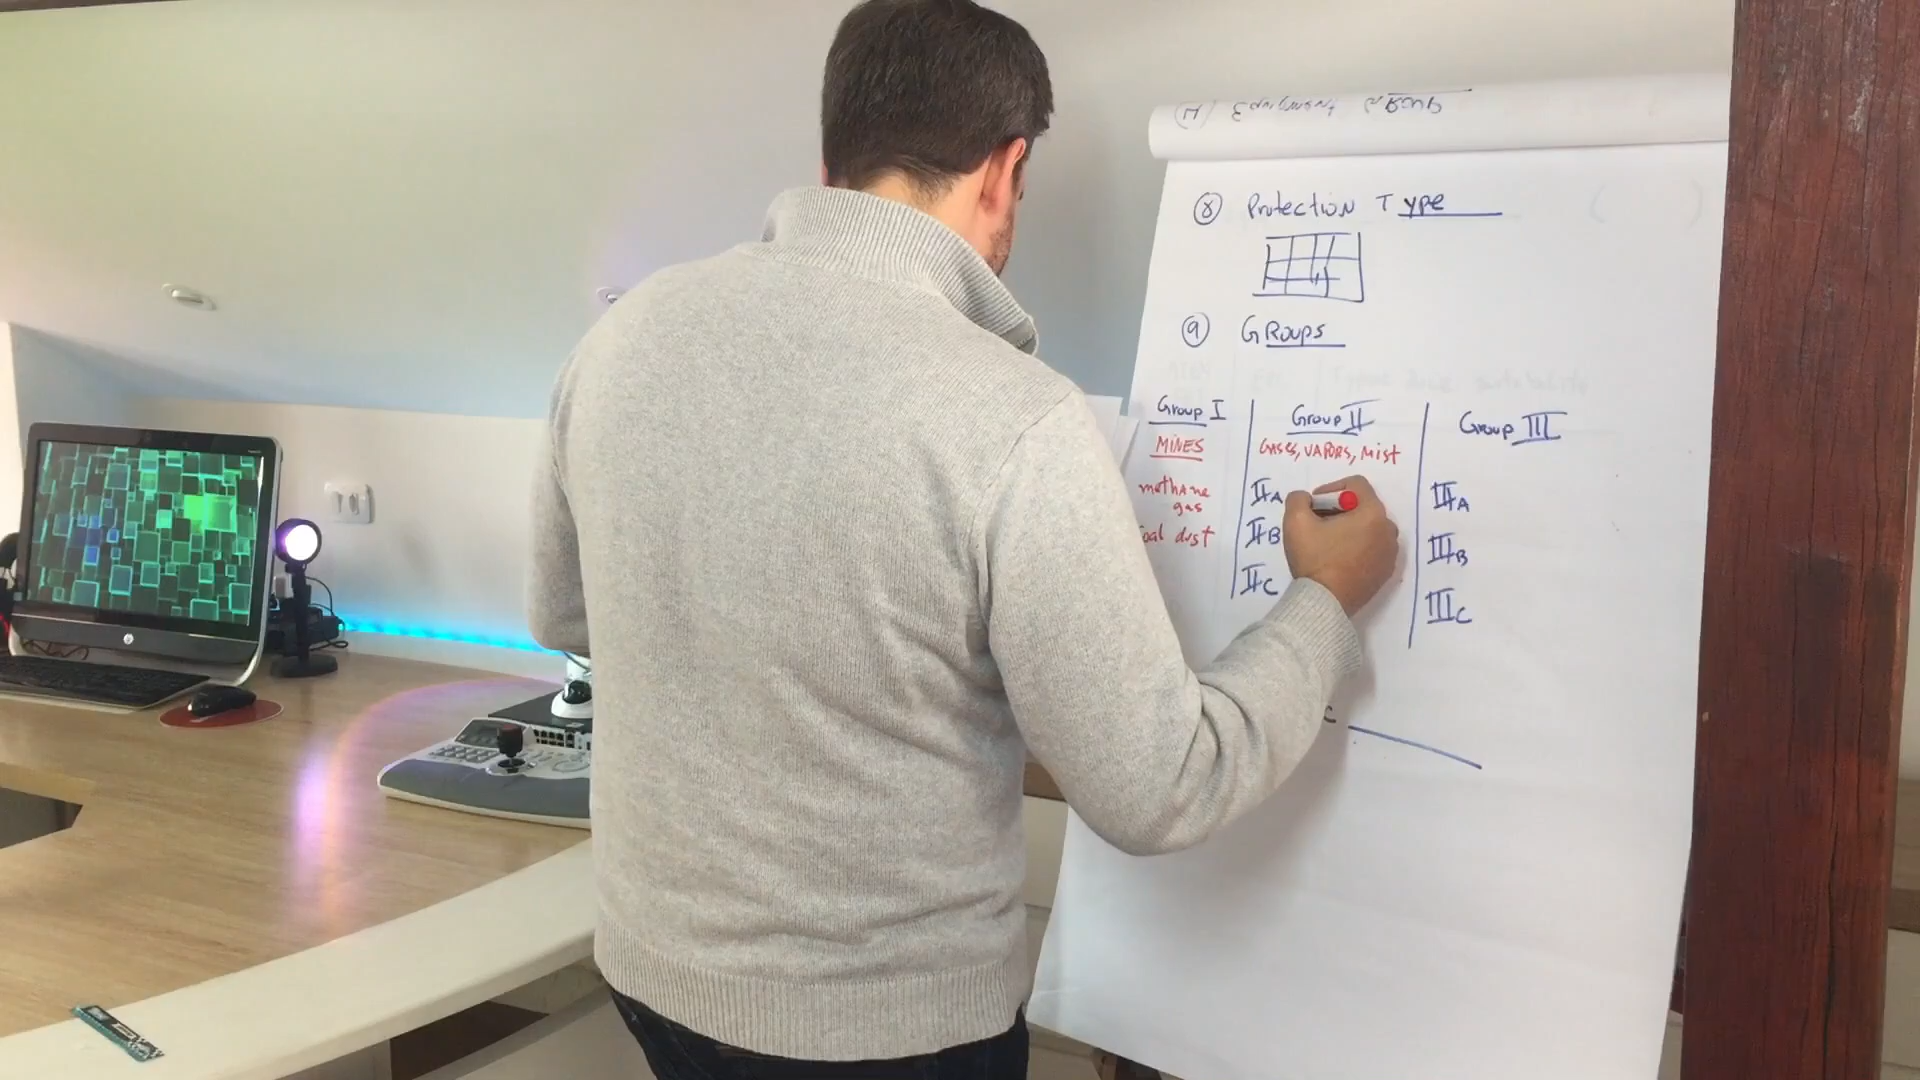 ⑧ Protection Type
⑨ GROUPS
Group I
MINES
methane
gas
coal dust
Group II
GASES, VAPORS, MIST
IIA
IIB
IIC
Group III
IIIA
IIIB
IIIC
C
hp